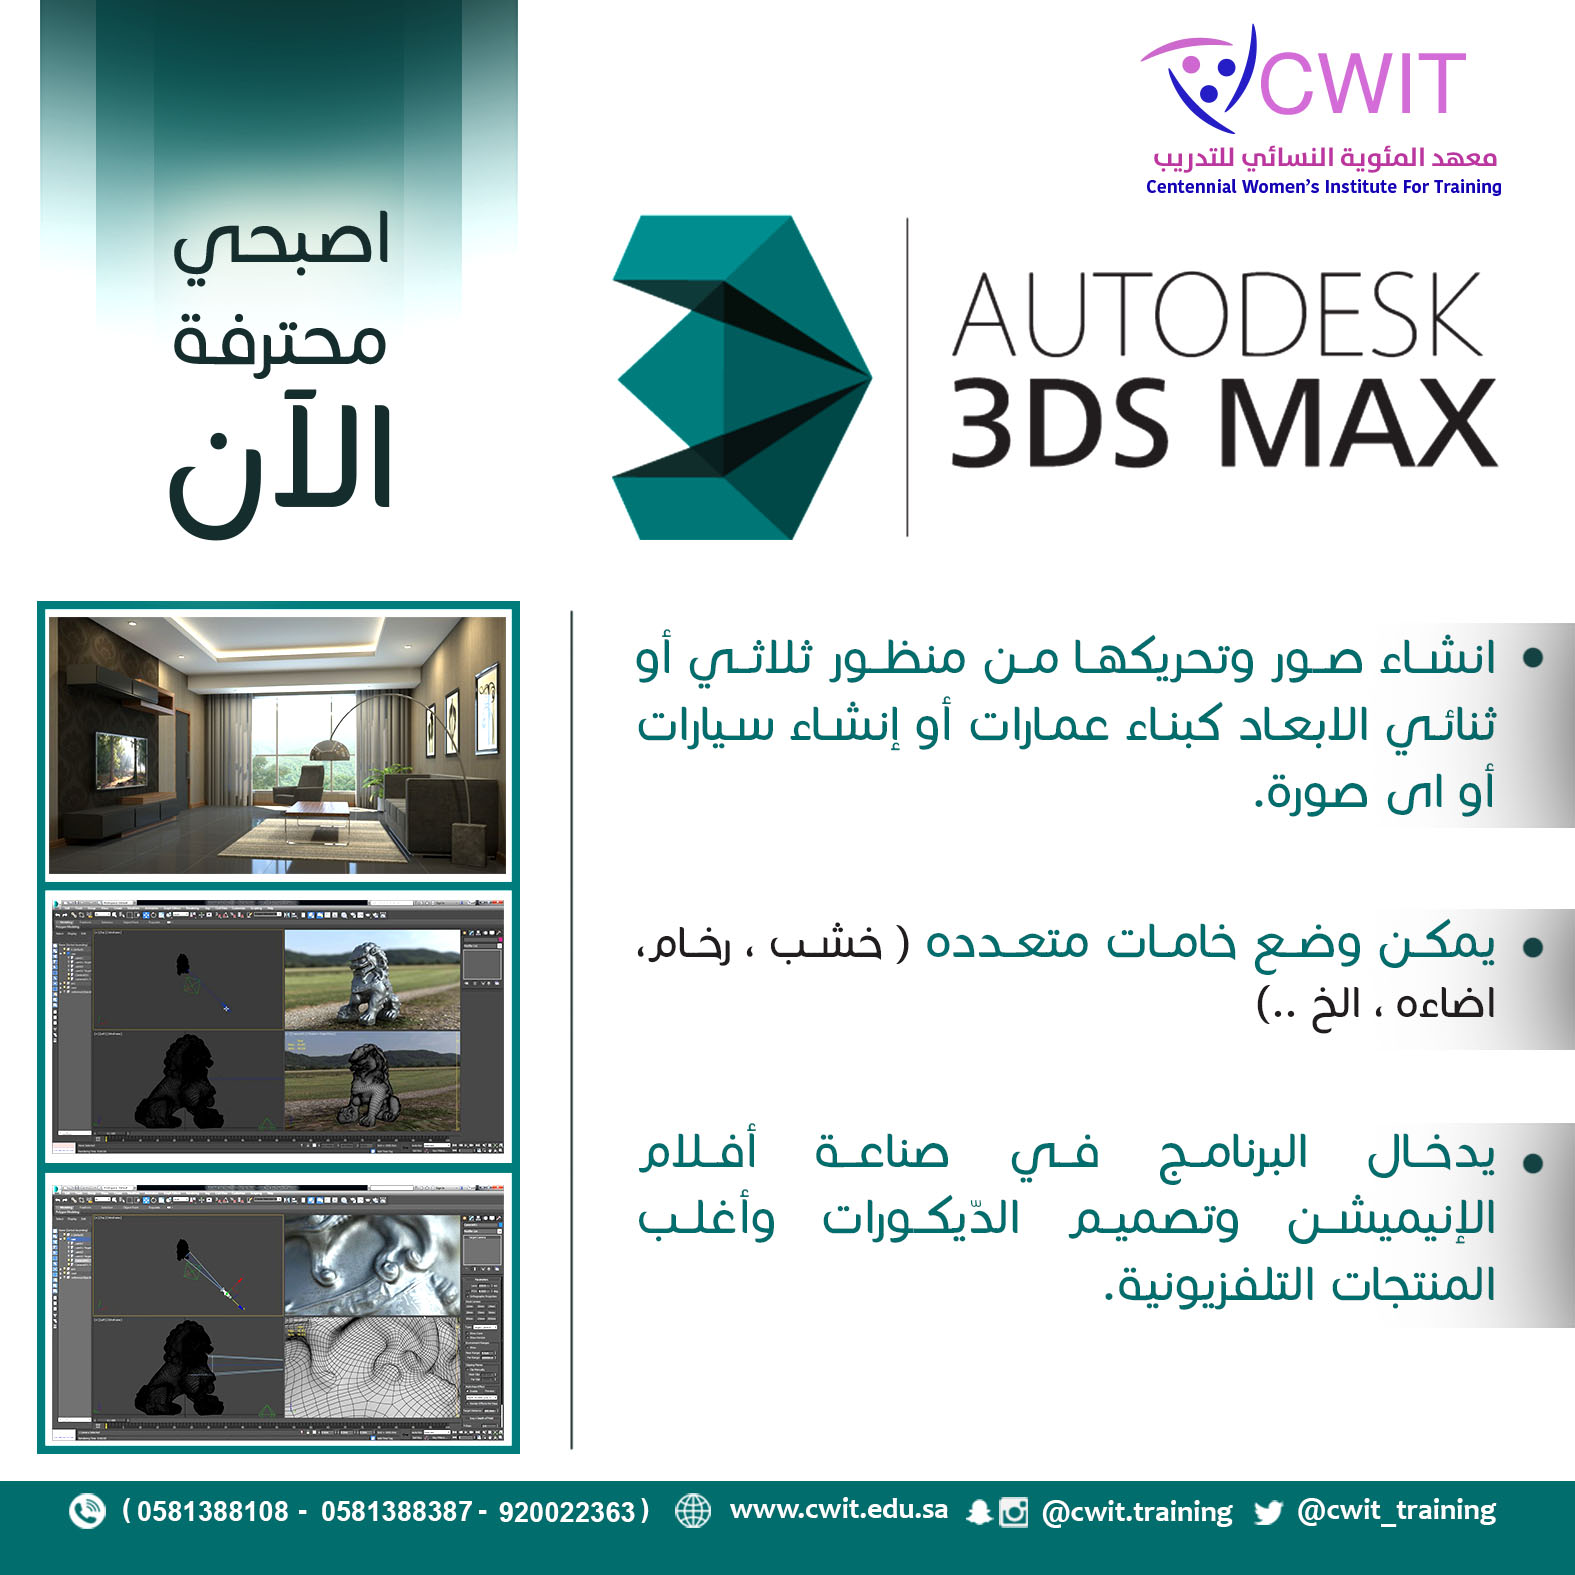 CWIT
معهد المئوية النسائي للتدريب
Centennial Women's Institute For Training
AUTODESK
3DS MAX
اصبحي
محترفة
الآن
انشاء صور وتحريكها من منظور ثلاثي أو
ثنائي الابعاد كبناء عمارات أو إنشاء سيارات
أو اى صورة.
يمكن وضع خامات متعدده ( خشب ، رخام،
اضاءه ، الخ ..)
يدخال البرنامج في صناعة أفلام
الإنيميشن وتصميم الدّيكورات وأغلب
المنتجات التلفزيونية.
( 0581388108 - 0581388387 - 920022363 ) www.cwit.edu.sa @cwit.training @cwit_training